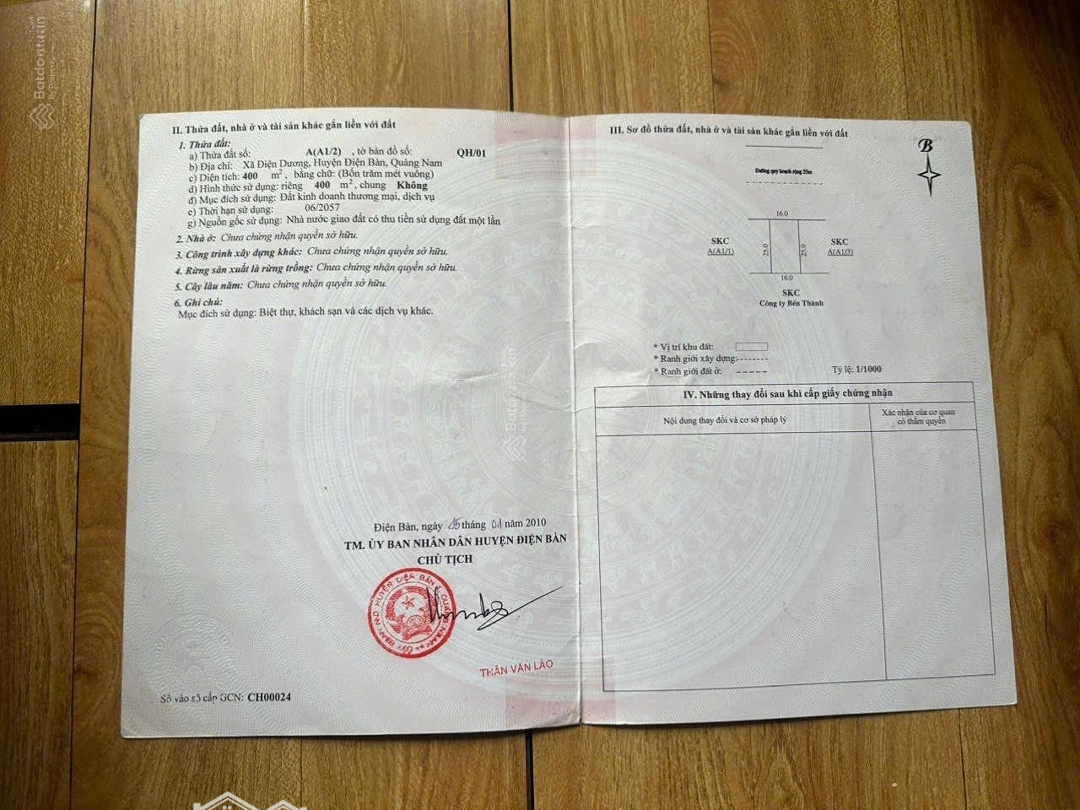 II. Thửa đất, nhà ở và tài sản khác gắn liền với đất
1. Thửa đất:
a) Thửa đất số: A(A1/2) , tờ bản đồ số: QH/01
b) Địa chỉ: Xã Điện Dương, Huyện Điện Bàn, Quảng Nam
c) Diện tích: 400 m², bằng chữ: (Bốn trăm mét vuông)
d) Hình thức sử dụng: riêng 400 m², chung Không
đ) Mục đích sử dụng: Đất kinh doanh thương mại, dịch vụ
e) Thời hạn sử dụng: 06/2057
g) Nguồn gốc sử dụng: Nhà nước giao đất có thu tiền sử dụng đất một lần
2. Nhà ở: Chưa chứng nhận quyền sở hữu.
3. Công trình xây dựng khác: Chưa chứng nhận quyền sở hữu.
4. Rừng sản xuất là rừng trồng: Chưa chứng nhận quyền sở hữu.
5. Cây lâu năm: Chưa chứng nhận quyền sở hữu.
6. Ghi chú:
Mục đích sử dụng: Biệt thự, khách sạn và các dịch vụ khác.
Điện Bàn, ngày tháng 01 năm 2010
TM. ỦY BAN NHÂN DÂN HUYỆN ĐIỆN BÀN
CHỦ TỊCH
THÂN VĂN LÀO
Số vào sổ cấp GCN: CH00024
III. Sơ đồ thửa đất, nhà ở và tài sản khác gắn liền với đất
B
Đường quy hoạch rộng 35m
16.0
SKC
A(A1/1)
25.0
25.0
SKC
A(A1/3)
16.0
SKC
Công ty Bến Thành
* Vị trí khu đất:
* Ranh giới xây dựng:
* Ranh giới đất ở:
Tỷ lệ: 1/1000
IV. Những thay đổi sau khi cấp giấy chứng nhận
Nội dung thay đổi và cơ sở pháp lý
Xác nhận của cơ quan
có thẩm quyền
Batdongsan